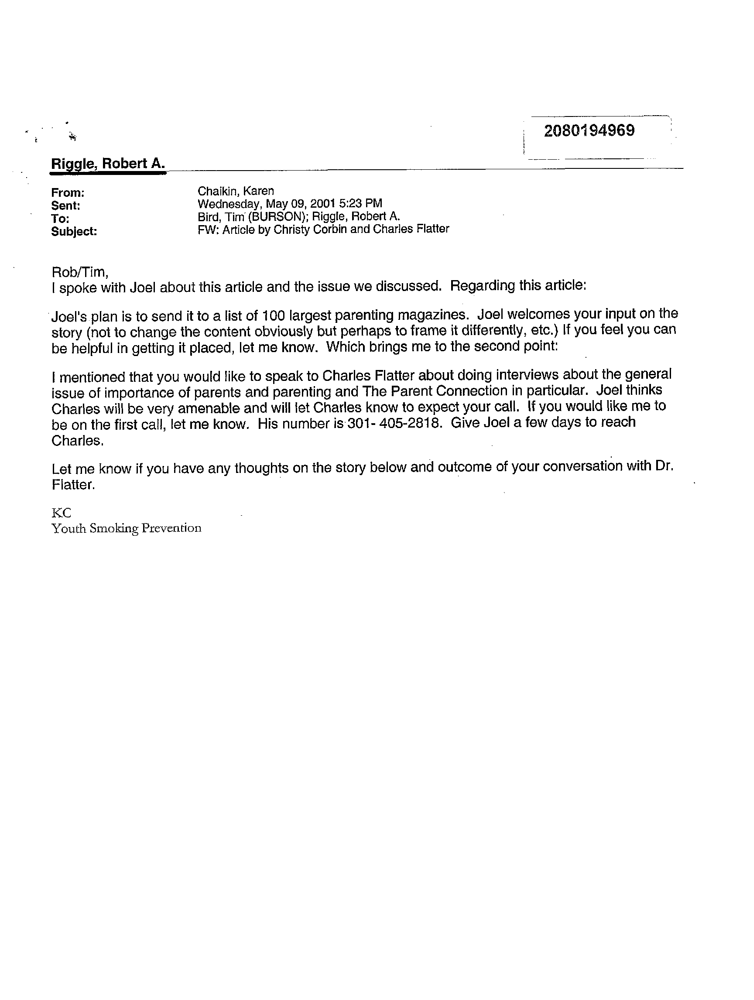 2080194969
Riggle, Robert A.
From: Chaikin, Karen
Sent: Wednesday, May 09, 2001 5:23 PM
To: Bird, Tim (BURSON); Riggle, Robert A.
Subject: FW: Article by Christy Corbin and Charles Flatter
Rob/Tim,
I spoke with Joel about this article and the issue we discussed. Regarding this article:
Joel's plan is to send it to a list of 100 largest parenting magazines. Joel welcomes your input on the
story (not to change the content obviously but perhaps to frame it differently, etc.) If you feel you can
be helpful in getting it placed, let me know. Which brings me to the second point:
I mentioned that you would like to speak to Charles Flatter about doing interviews about the general
issue of importance of parents and parenting and The Parent Connection in particular. Joel thinks
Charles will be very amenable and will let Charles know to expect your call. If you would like me to
be on the first call, let me know. His number is 301- 405-2818. Give Joel a few days to reach
Charles.
Let me know if you have any thoughts on the story below and outcome of your conversation with Dr.
Flatter.
KC
Youth Smoking Prevention